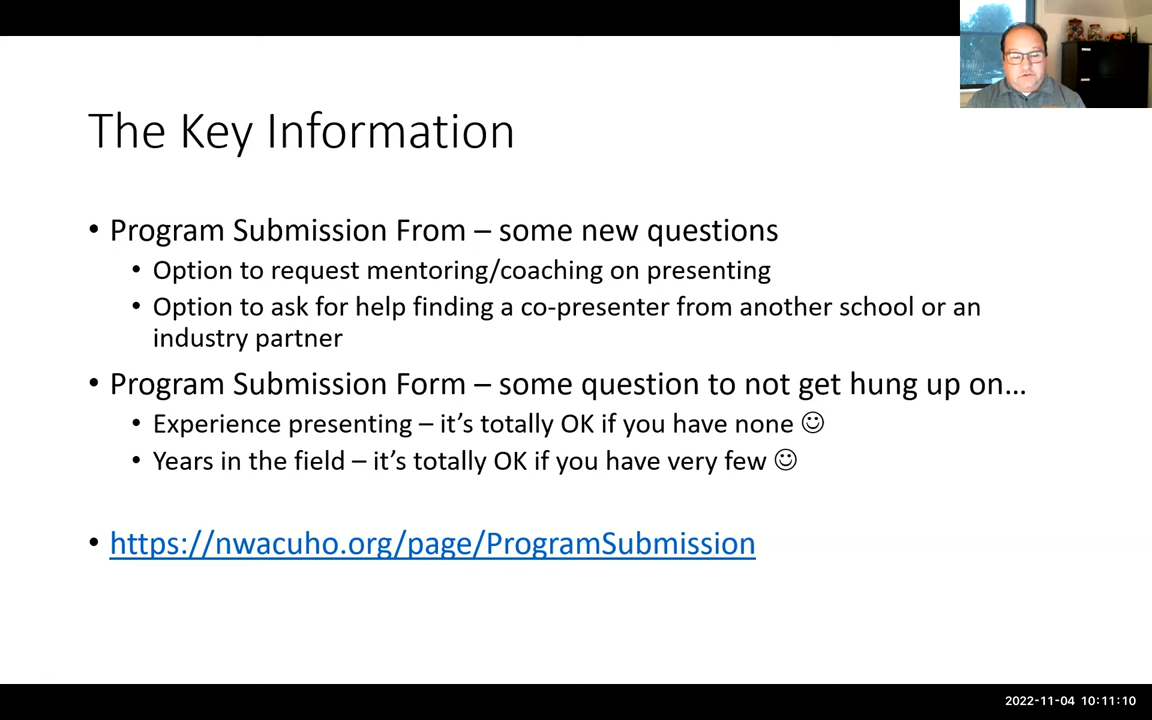 The Key Information
• Program Submission From – some new questions
• Option to request mentoring/coaching on presenting
• Option to ask for help finding a co-presenter from another school or an
industry partner
• Program Submission Form – some question to not get hung up on…
• Experience presenting – it’s totally OK if you have none ☺
• Years in the field – it’s totally OK if you have very few ☺
• https://nwacuho.org/page/ProgramSubmission
2022-11-04 10:11:10